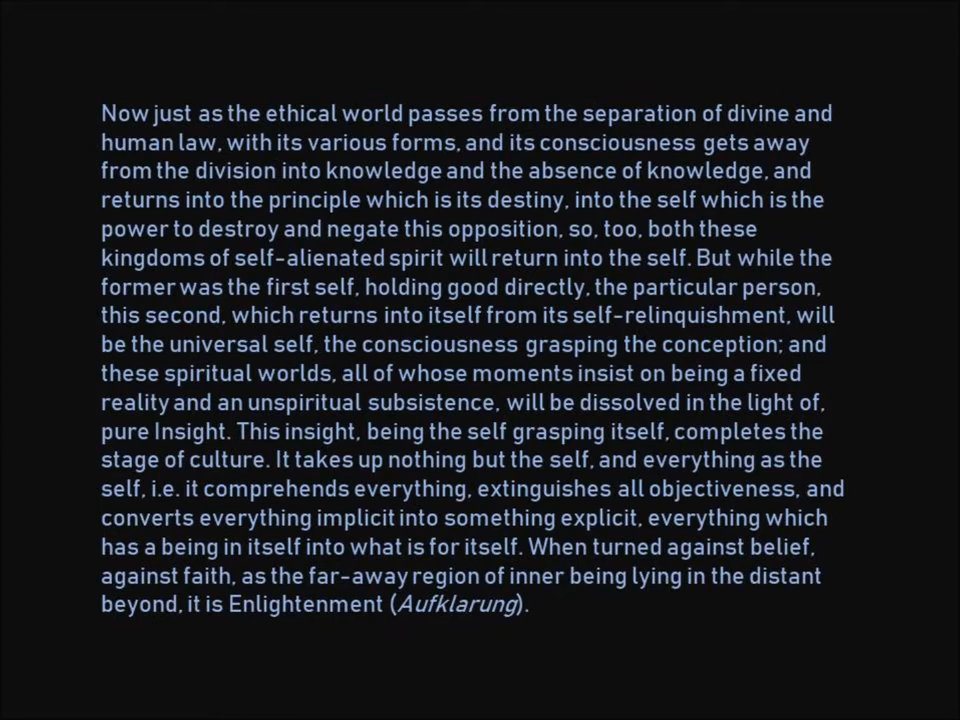 Now just as the ethical world passes from the separation of divine and
human law, with its various forms, and its consciousness gets away
from the division into knowledge and the absence of knowledge, and
returns into the principle which is its destiny, into the self which is the
power to destroy and negate this opposition, so, too, both these
kingdoms of self-alienated spirit will return into the self. But while the
former was the first self, holding good directly, the particular person,
this second, which returns into itself from its self-relinquishment, will
be the universal self, the consciousness grasping the conception; and
these spiritual worlds, all of whose moments insist on being a fixed
reality and an unspiritual subsistence, will be dissolved in the light of,
pure Insight. This insight, being the self grasping itself, completes the
stage of culture. It takes up nothing but the self, and everything as the
self, i.e. it comprehends everything, extinguishes all objectiveness, and
converts everything implicit into something explicit, everything which
has a being in itself into what is for itself. When turned against belief,
against faith, as the far-away region of inner being lying in the distant
beyond, it is Enlightenment (Aufklarung).